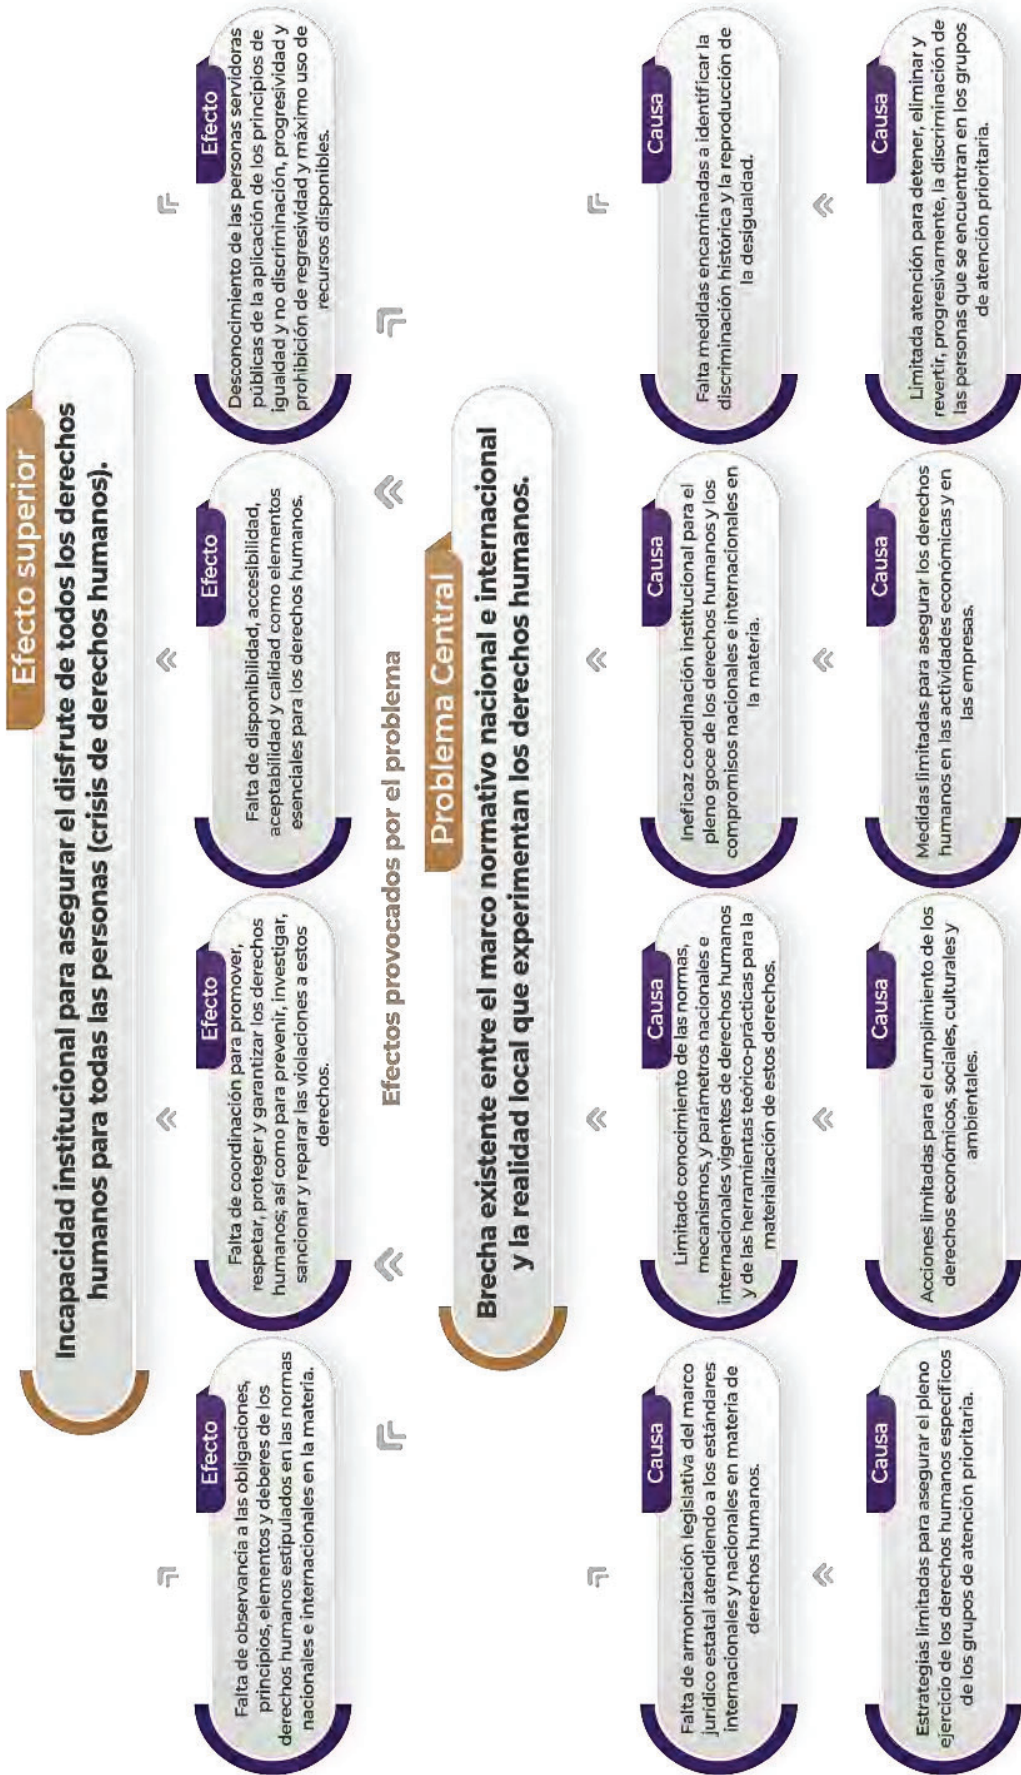 Efecto superior
Incapacidad institucional para asegurar el disfrute de todos los derechos
humanos para todas las personas (crisis de derechos humanos).
Efecto
Falta de observancia a las obligaciones,
principios, elementos y deberes de los
derechos humanos estipulados en las normas
nacionales e internacionales en la materia.
Efecto
Falta de coordinación para promover,
respetar, proteger y garantizar los derechos
humanos; así como para prevenir, investigar,
sancionar y reparar las violaciones a estos
derechos.
Efecto
Falta de disponibilidad, accesibilidad,
aceptabilidad y calidad como elementos
esenciales para los derechos humanos.
Efecto
Desconocimiento de las personas servidoras
públicas de la aplicación de los principios de
igualdad y no discriminación, progresividad y
prohibición de regresividad y máximo uso de
recursos disponibles.
Efectos provocados por el problema
Problema Central
Brecha existente entre el marco normativo nacional e internacional
y la realidad local que experimentan los derechos humanos.
Causa
Falta de armonización legislativa del marco
jurídico estatal atendiendo a los estándares
internacionales y nacionales en materia de
derechos humanos.
Causa
Limitado conocimiento de las normas,
mecanismos, y parámetros nacionales e
internacionales vigentes de derechos humanos
y de las herramientas teórico-prácticas para la
materialización de estos derechos.
Causa
Ineficaz coordinación institucional para el
pleno goce de los derechos humanos y los
compromisos nacionales e internacionales en
la materia.
Causa
Falta medidas encaminadas a identificar la
discriminación histórica y la reproducción de
la desigualdad.
Causa
Estrategias limitadas para asegurar el pleno
ejercicio de los derechos humanos específicos
de los grupos de atención prioritaria.
Causa
Acciones limitadas para el cumplimiento de los
derechos económicos, sociales, culturales y
ambientales.
Causa
Medidas limitadas para asegurar los derechos
humanos en las actividades económicas y en
las empresas.
Causa
Limitada atención para detener, eliminar y
revertir, progresivamente, la discriminación de
las personas que se encuentran en los grupos
de atención prioritaria.